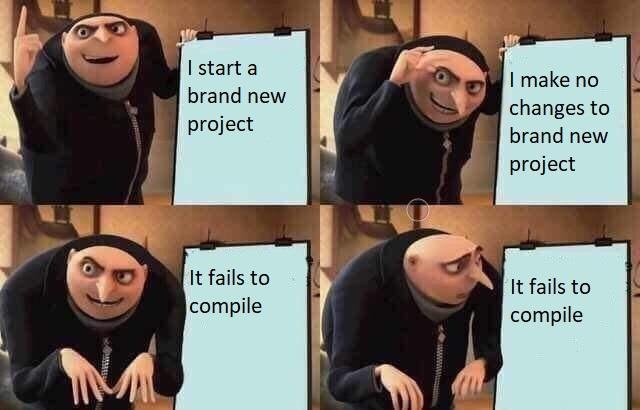 I start a
brand new
project
I make no
changes to
brand new
project
It fails to
compile
It fails to
compile